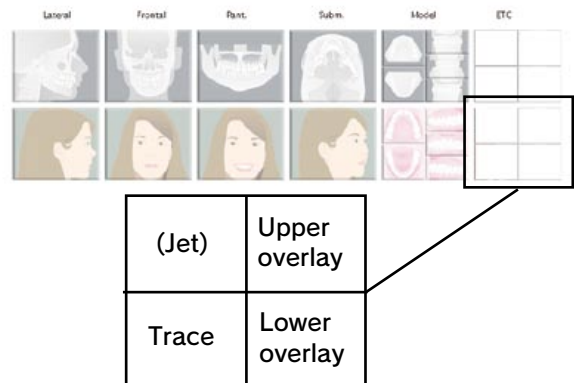 Lateral Frontal Pant. Subm. Model ETC
(Jet) Upper overlay
Trace Lower overlay